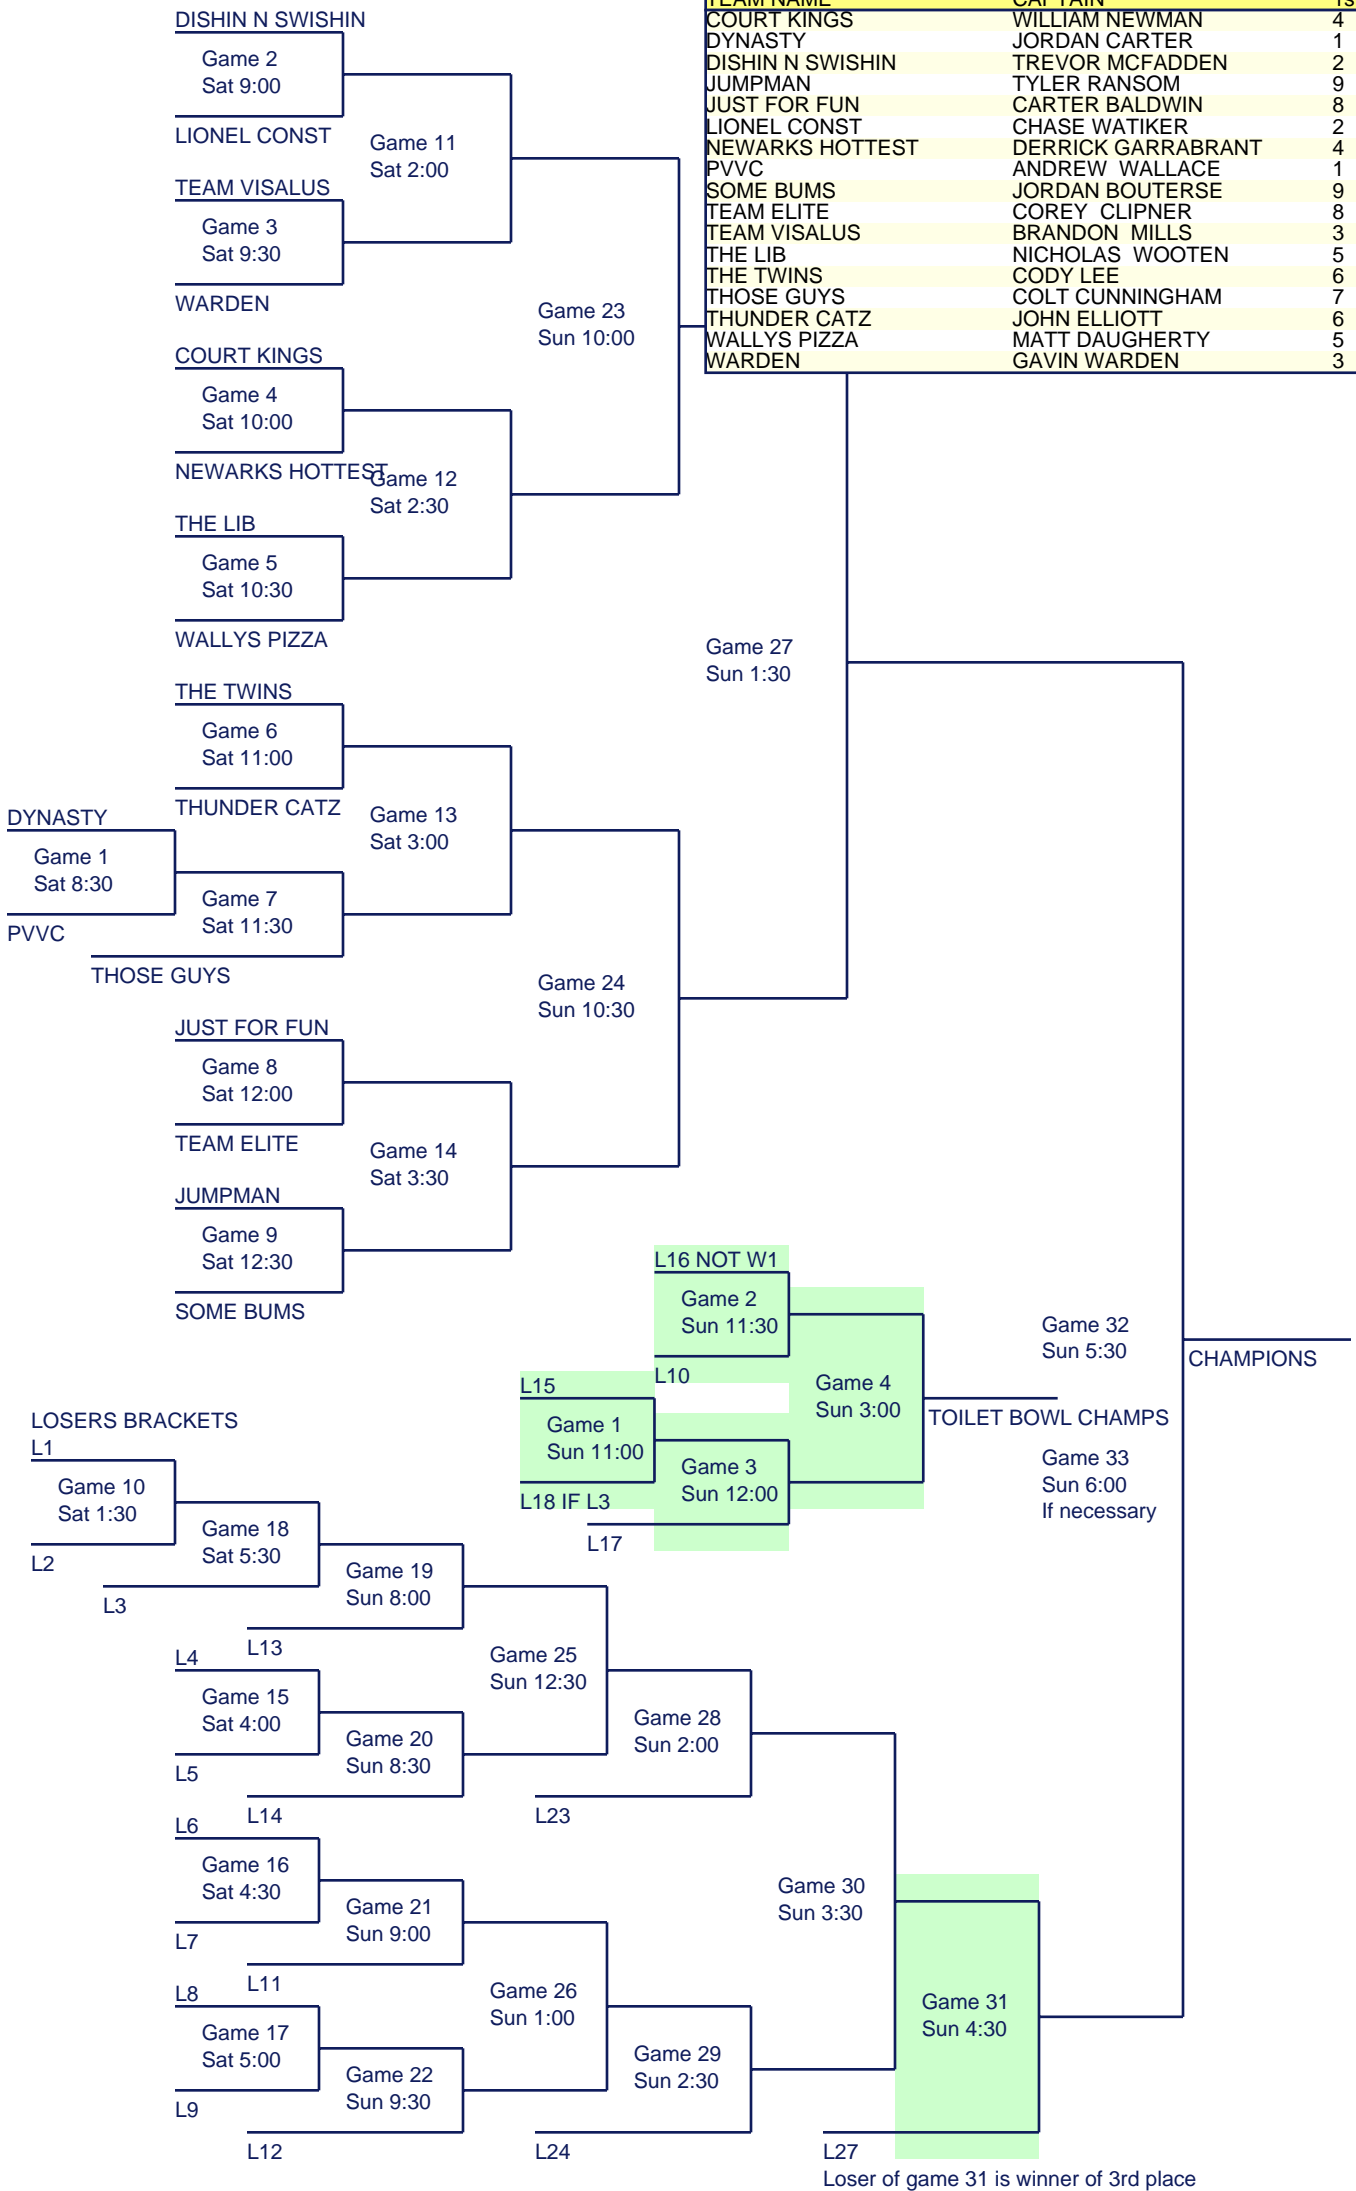 TEAM NAME CAPTAIN
COURT KINGS WILLIAM NEWMAN 4
DYNASTY JORDAN CARTER 1
DISHIN N SWISHIN TREVOR MCFADDEN 2
JUMPMAN TYLER RANSOM 9
JUST FOR FUN CARTER BALDWIN 8
LIONEL CONST CHASE WATIKER 2
NEWARKS HOTTEST DERRICK GARRABRANT 4
PVVC ANDREW WALLACE 1
SOME BUMS JORDAN BOUTERSE 9
TEAM ELITE COREY CLIPNER 8
TEAM VISALUS BRANDON MILLS 3
THE LIB NICHOLAS WOOTEN 5
THE TWINS CODY LEE 6
THOSE GUYS COLT CUNNINGHAM 7
THUNDER CATZ JOHN ELLIOTT 6
WALLYS PIZZA MATT DAUGHERTY 5
WARDEN GAVIN WARDEN 3
DISHIN N SWISHIN
Game 2
Sat 9:00
LIONEL CONST
Game 11
Sat 2:00
TEAM VISALUS
Game 3
Sat 9:30
WARDEN
Game 23
Sun 10:00
COURT KINGS
Game 4
Sat 10:00
NEWARKS HOTTEST
Game 12
Sat 2:30
THE LIB
Game 5
Sat 10:30
WALLYS PIZZA
Game 27
Sun 1:30
THE TWINS
Game 6
Sat 11:00
THUNDER CATZ
Game 13
Sat 3:00
DYNASTY
Game 1
Sat 8:30
PVVC
Game 7
Sat 11:30
THOSE GUYS
Game 24
Sun 10:30
JUST FOR FUN
Game 8
Sat 12:00
TEAM ELITE
Game 14
Sat 3:30
JUMPMAN
Game 9
Sat 12:30
SOME BUMS
L16 NOT W1
Game 2
Sun 11:30
L10
Game 32
Sun 5:30
CHAMPIONS
L15
Game 1
Sun 11:00
L18 IF L3
Game 4
Sun 3:00
TOILET BOWL CHAMPS
Game 3
Sun 12:00
L17
Game 33
Sun 6:00
If necessary
LOSERS BRACKETS
L1
Game 10
Sat 1:30
L2
Game 18
Sat 5:30
L3
Game 19
Sun 8:00
L13
L4
Game 15
Sat 4:00
L5
Game 25
Sun 12:30
Game 20
Sun 8:30
L14
Game 28
Sun 2:00
L23
L6
Game 16
Sat 4:30
L7
Game 21
Sun 9:00
L11
Game 30
Sun 3:30
L8
Game 17
Sat 5:00
L9
Game 26
Sun 1:00
Game 22
Sun 9:30
L12
Game 29
Sun 2:30
L24
Game 31
Sun 4:30
L27
Loser of game 31 is winner of 3rd place